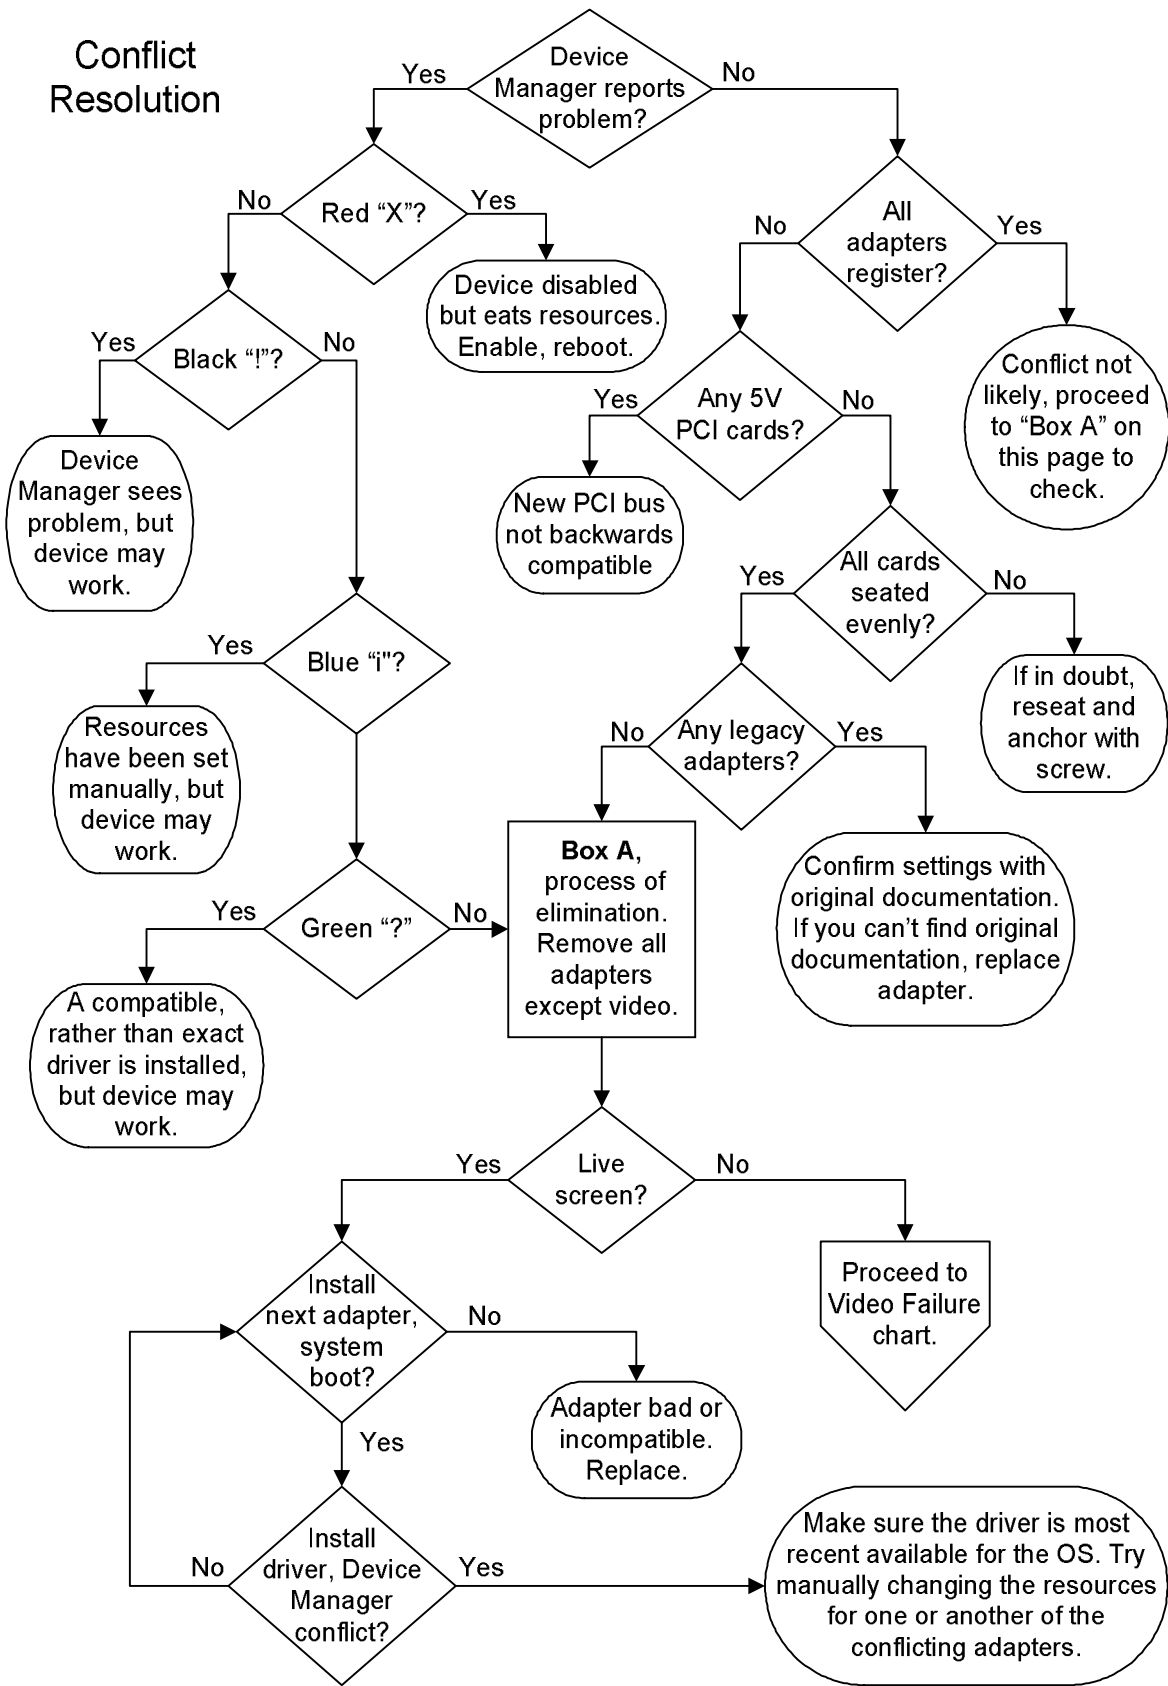 Conflict
Resolution
Device
Manager reports
problem?
Yes
No
Red “X”?
No
Yes
Device disabled
but eats resources.
Enable, reboot.
All
adapters
register?
No
Yes
Conflict not
likely, proceed
to “Box A” on
this page to
check.
Black “!”?
Yes
No
Device
Manager sees
problem, but
device may
work.
Any 5V
PCI cards?
Yes
No
New PCI bus
not backwards
compatible
All cards
seated
evenly?
Yes
No
If in doubt,
reseat and
anchor with
screw.
Blue “i"?
Yes
Resources
have been set
manually, but
device may
work.
Any legacy
adapters?
No
Yes
Confirm settings with
original documentation.
If you can’t find original
documentation, replace
adapter.
Green “?”
Yes
No
A compatible,
rather than exact
driver is installed,
but device may
work.
Box A,
process of
elimination.
Remove all
adapters
except video.
Live
screen?
Yes
No
Proceed to
Video Failure
chart.
Install
next adapter,
system
boot?
No
Yes
Adapter bad or
incompatible.
Replace.
Install
driver, Device
Manager
conflict?
No
Yes
Make sure the driver is most
recent available for the OS. Try
manually changing the resources
for one or another of the
conflicting adapters.